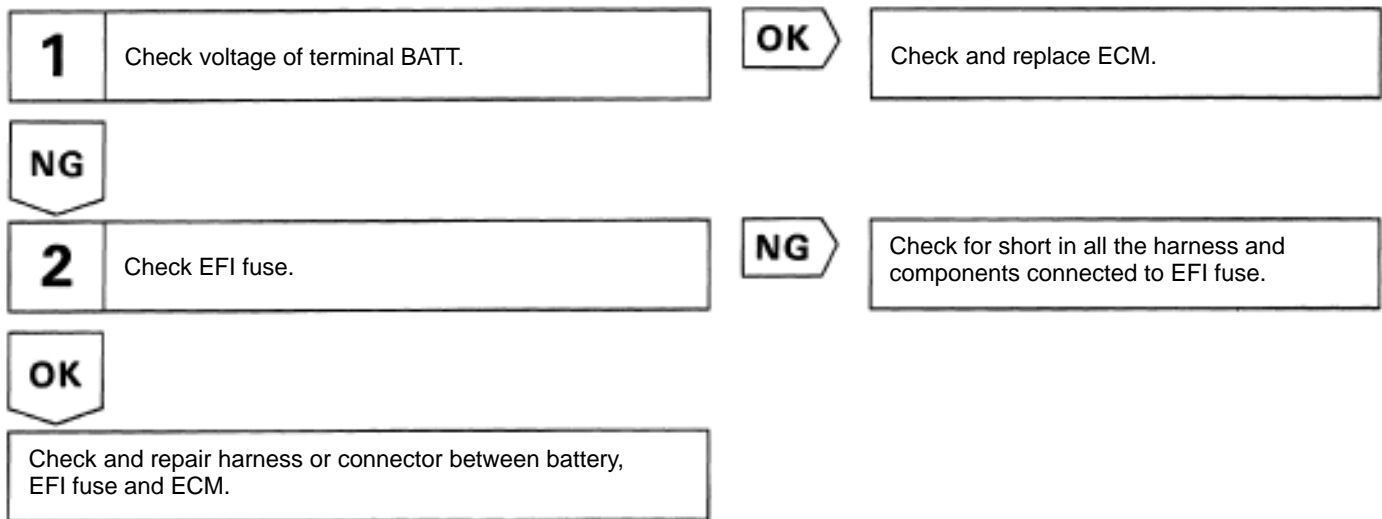 1
Check voltage of terminal BATT.
OK
Check and replace ECM.
NG
2
Check EFI fuse.
NG
Check for short in all the harness and
components connected to EFI fuse.
OK
Check and repair harness or connector between battery,
EFI fuse and ECM.